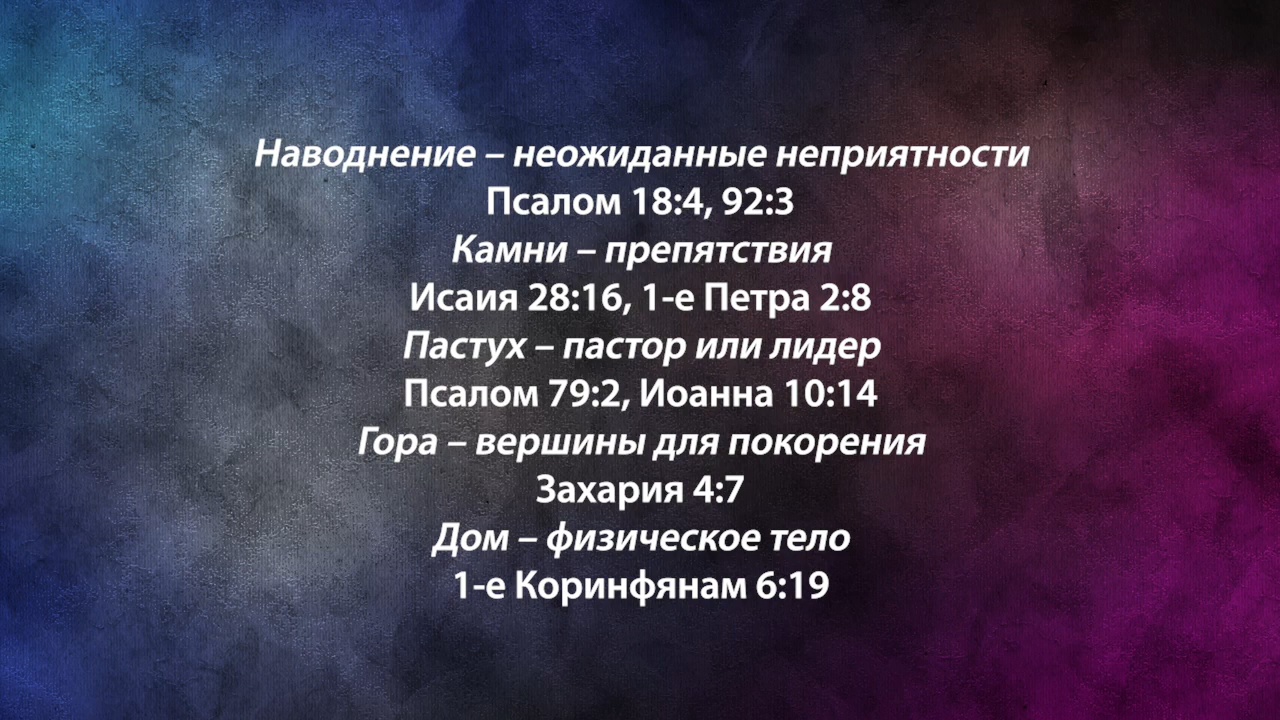 Наводнение – неожиданные неприятности
Псалом 18:4, 92:3
Камни – препятствия
Исаия 28:16, 1-е Петра 2:8
Пастух – пастор или лидер
Псалом 79:2, Иоанна 10:14
Гора – вершины для покорения
Захария 4:7
Дом – физическое тело
1-е Коринфянам 6:19